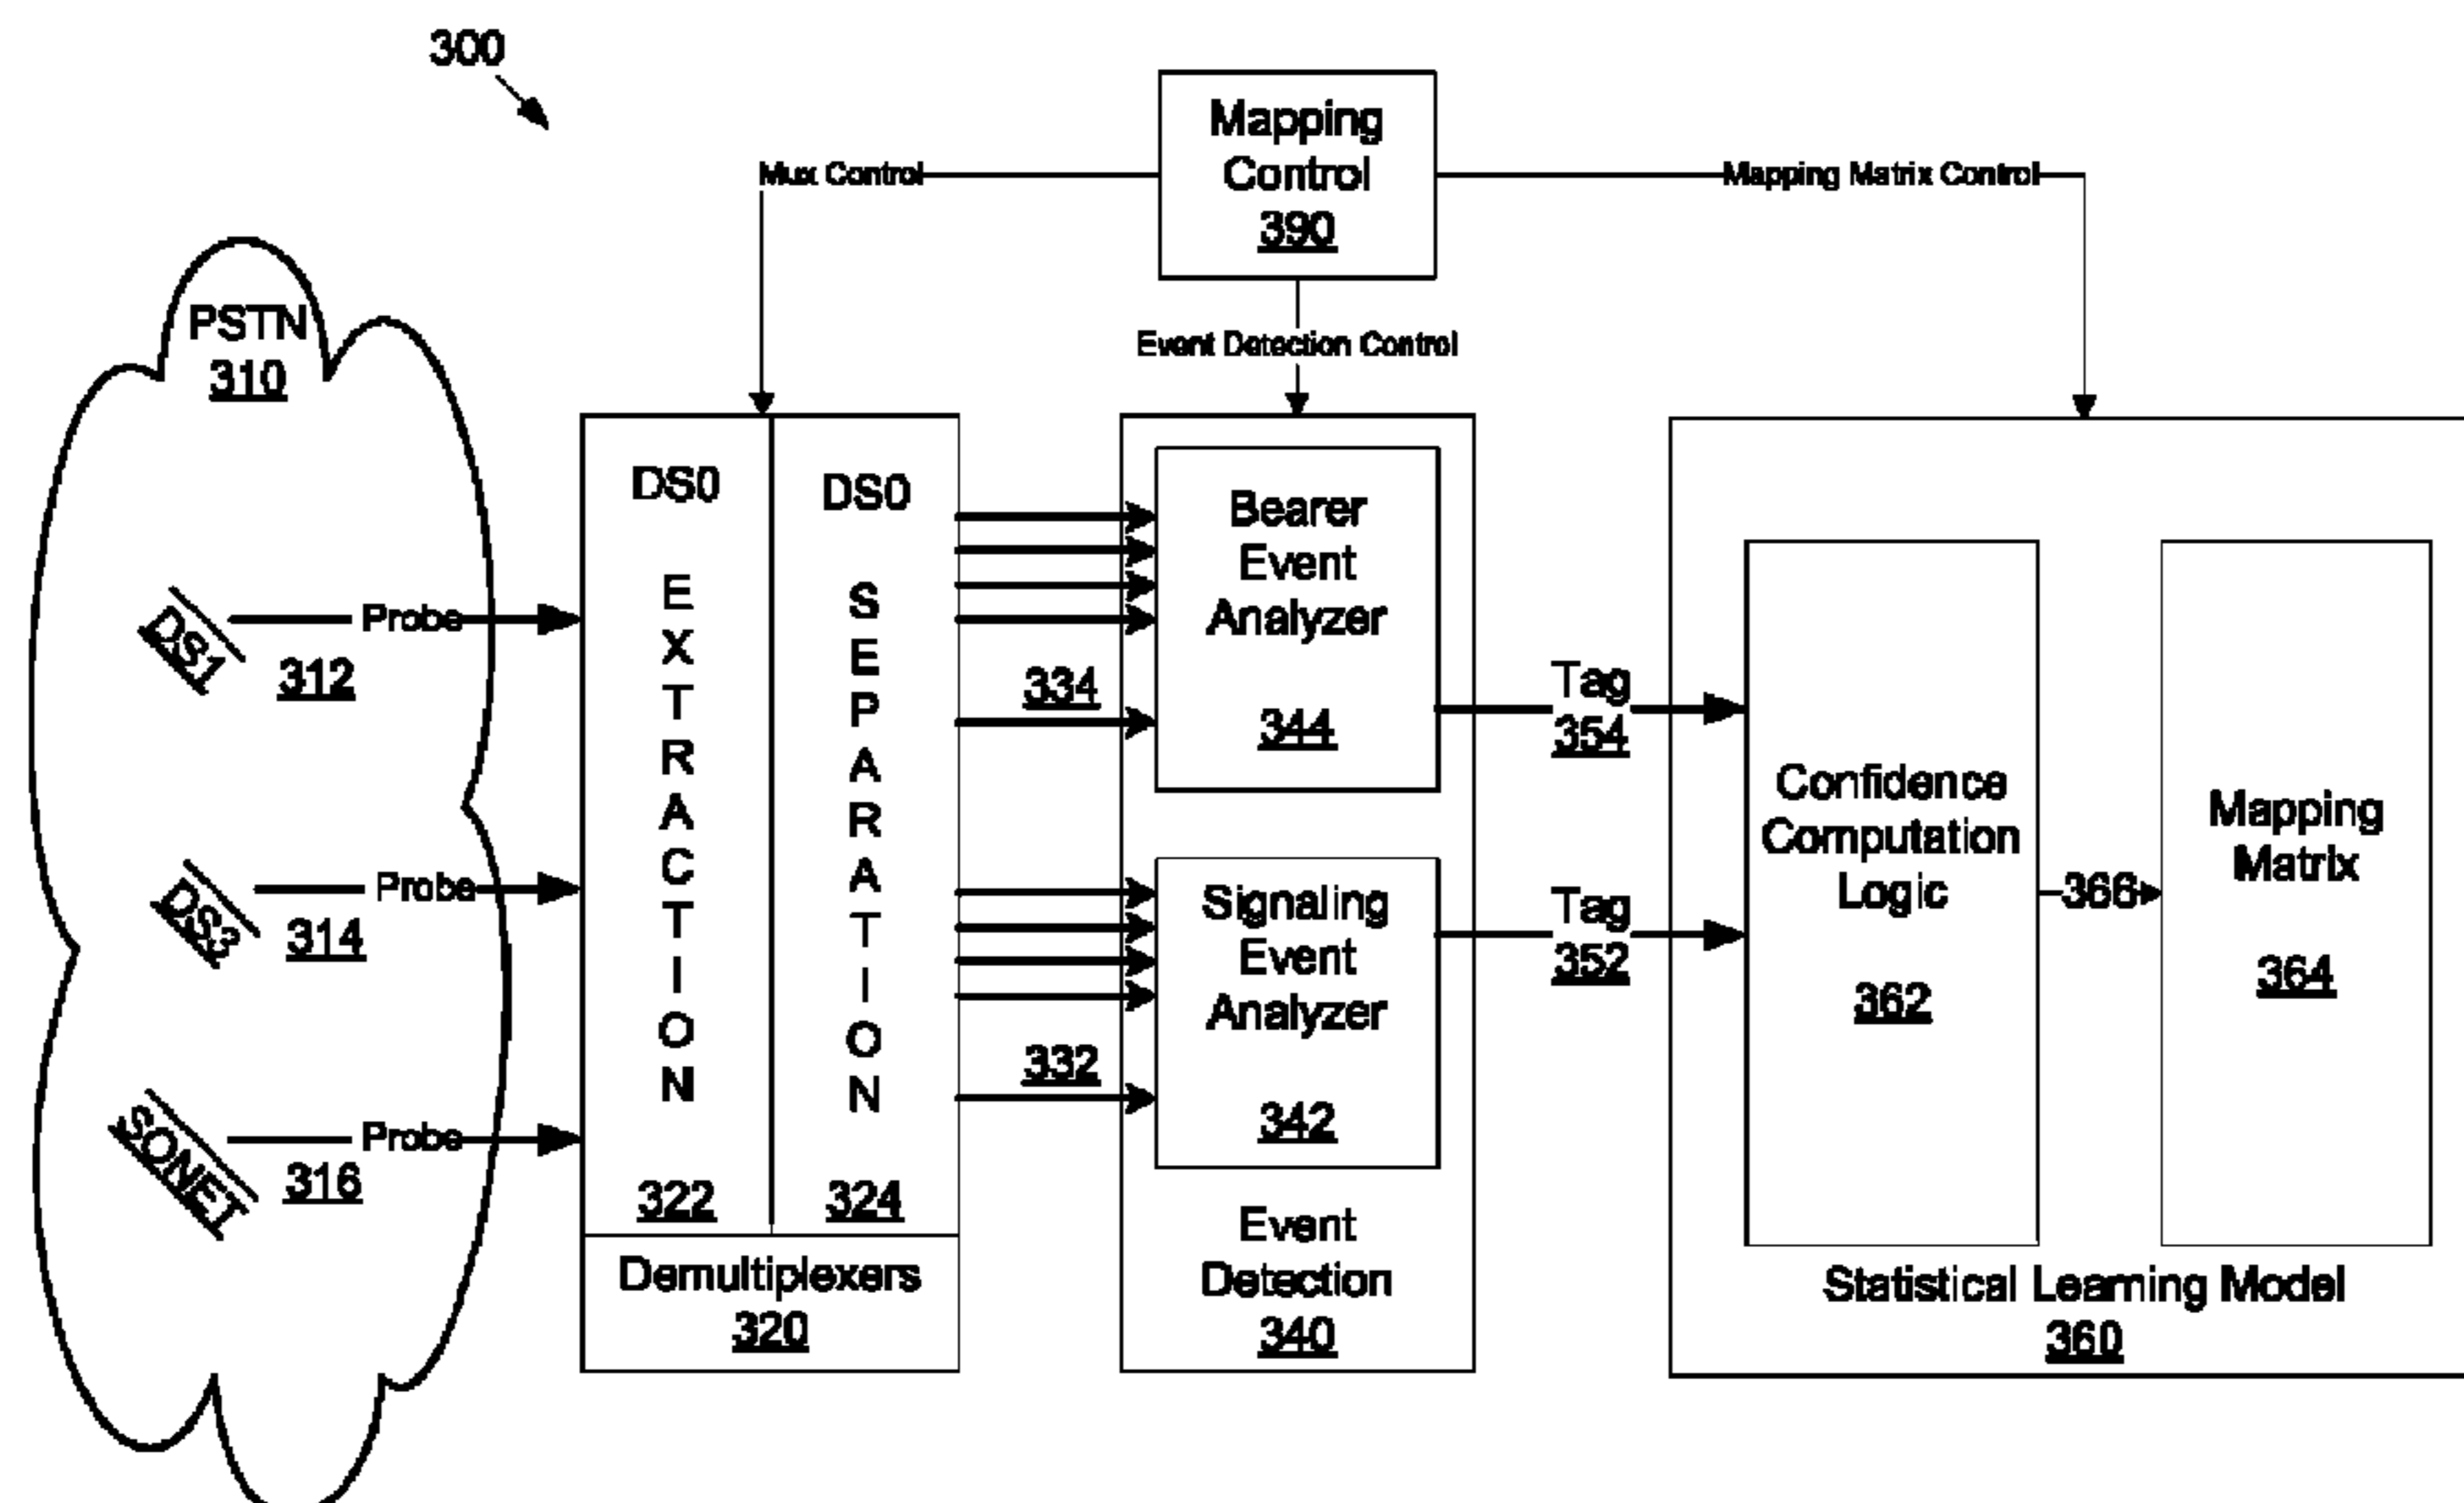 300
Mapping
Control
390
Mux Control
Mapping Matrix Control
Event Detection Control
PSTN
310
DS1
Probe
312
DS3
Probe
314
SONET
Probe
316
DS0
EXTRACTION
322
DS0
SEPARATION
324
Demultiplexers
320
334
332
Bearer
Event
Analyzer
344
Signaling
Event
Analyzer
342
Event
Detection
340
Tag
354
Tag
352
Confidence
Computation
Logic
362
366
Mapping
Matrix
364
Statistical Learning Model
360